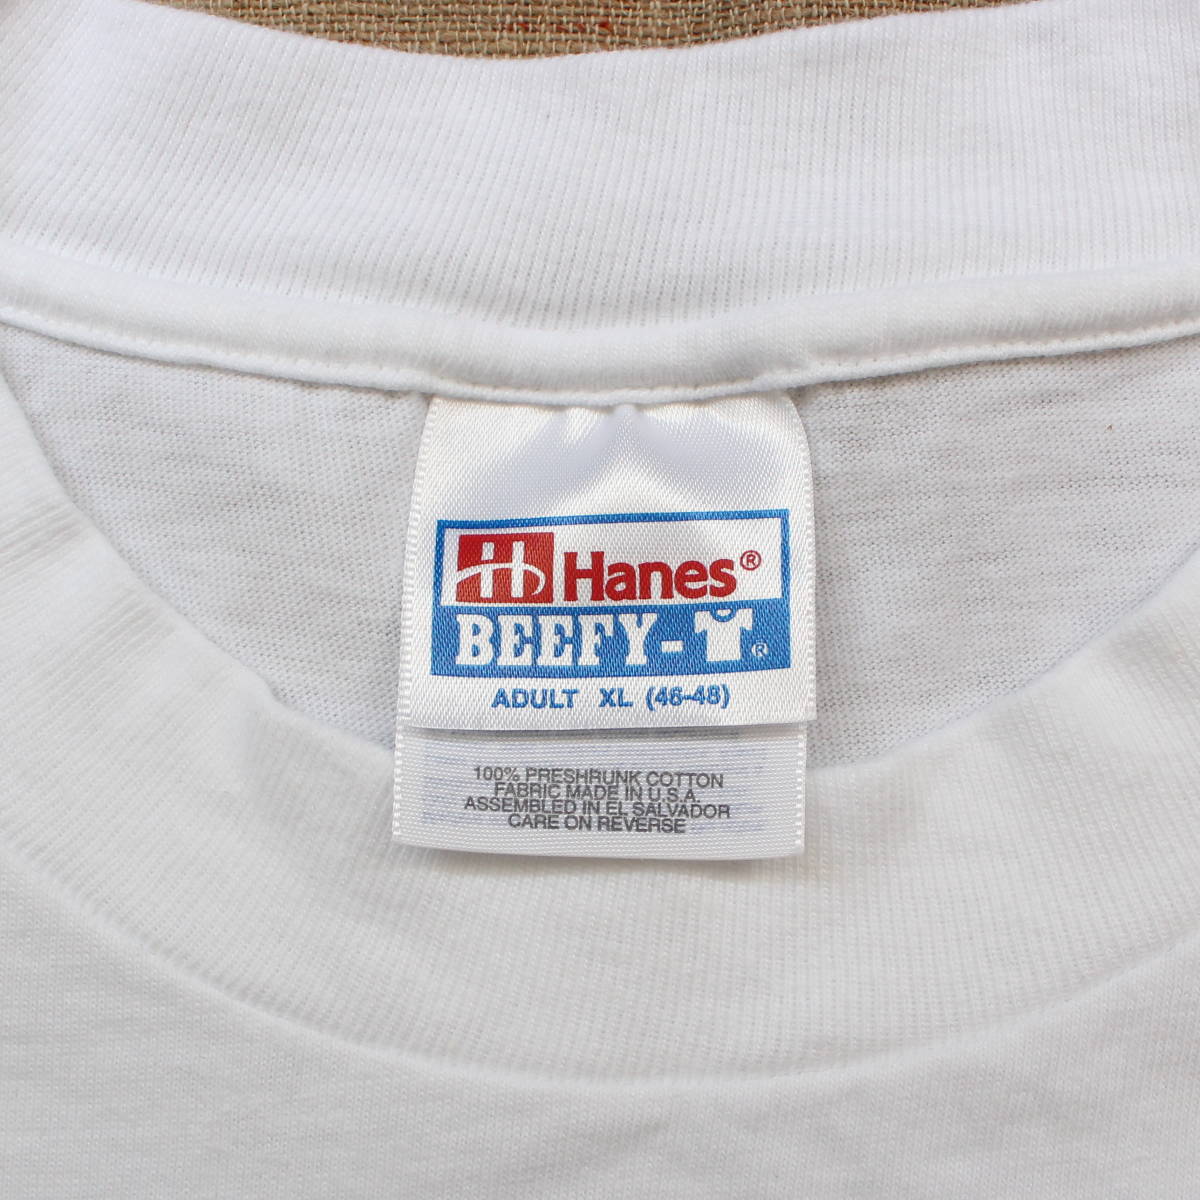 Hanes®
BEEFY-T®
ADULT XL (46-48)
100% PRESHRUNK COTTON
FABRIC MADE IN U.S.A
ASSEMBLED IN EL SALVADOR
CARE ON REVERSE